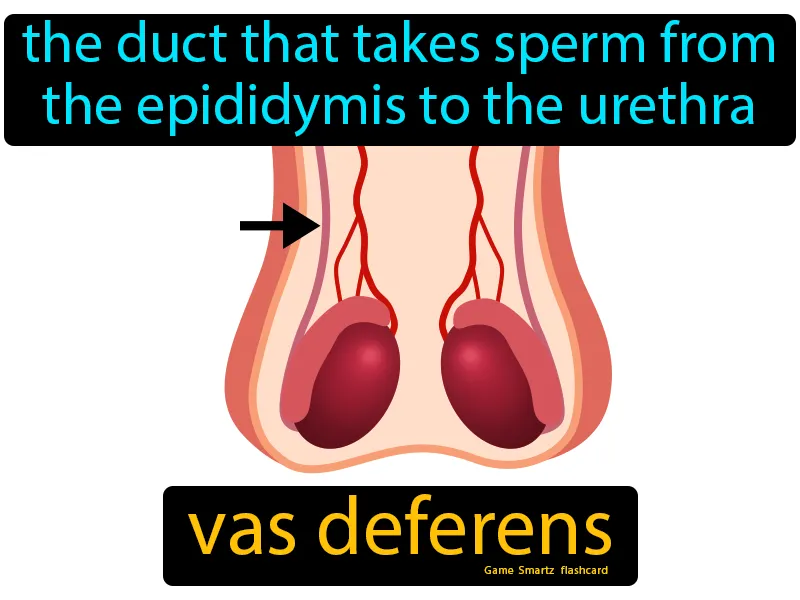 the duct that takes sperm from
the epididymis to the urethra
vas deferens
Game Smartz flashcard